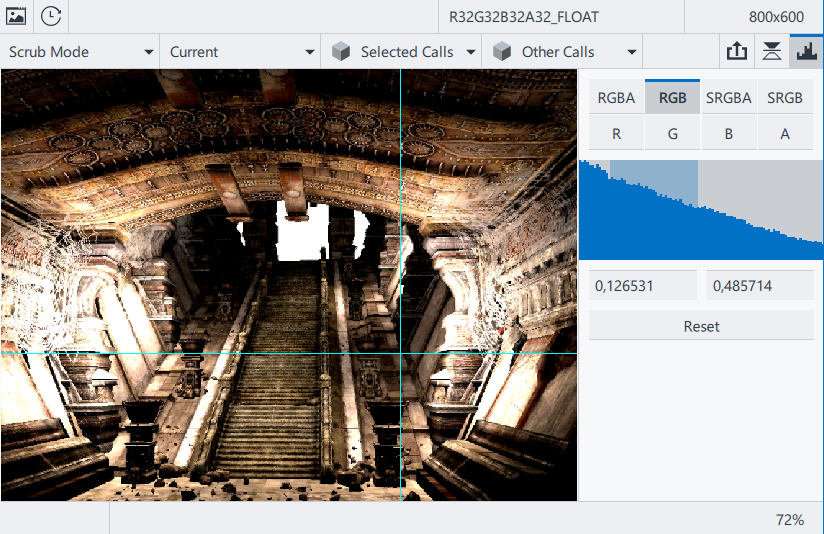 R32G32B32A32_FLOAT 800x600
Scrub Mode Current Selected Calls Other Calls
RGBA RGB SRGBA SRGB
R G B A
0,126531 0,485714
Reset
72%